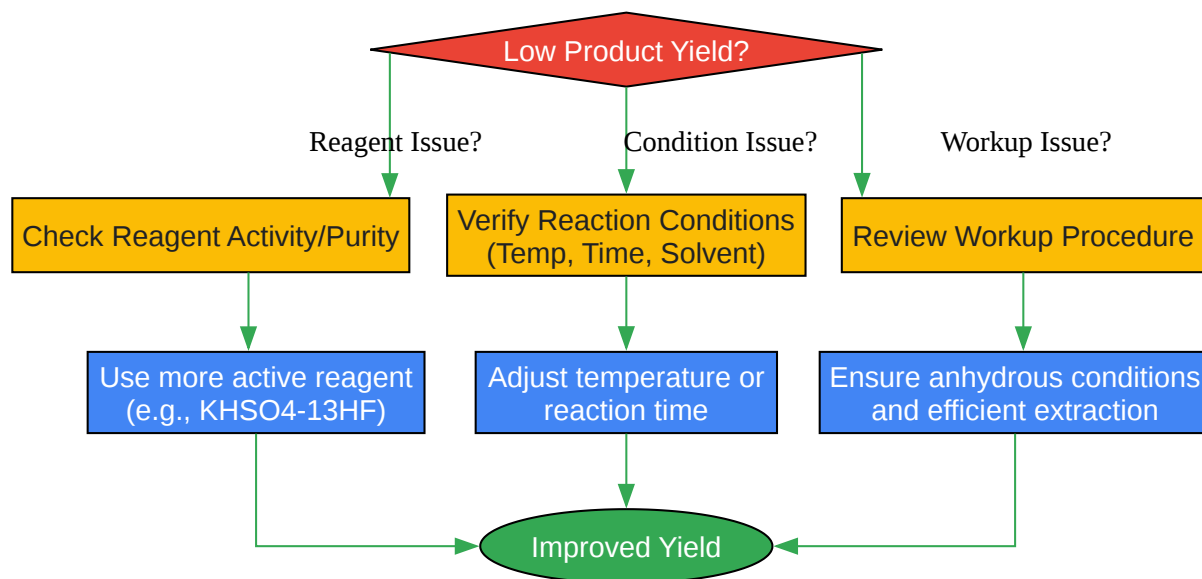 Low Product Yield?
Reagent Issue?
Condition Issue?
Workup Issue?
Check Reagent Activity/Purity
Verify Reaction Conditions
(Temp, Time, Solvent)
Review Workup Procedure
Use more active reagent
(e.g., KHSO4-13HF)
Adjust temperature or
reaction time
Ensure anhydrous conditions
and efficient extraction
Improved Yield